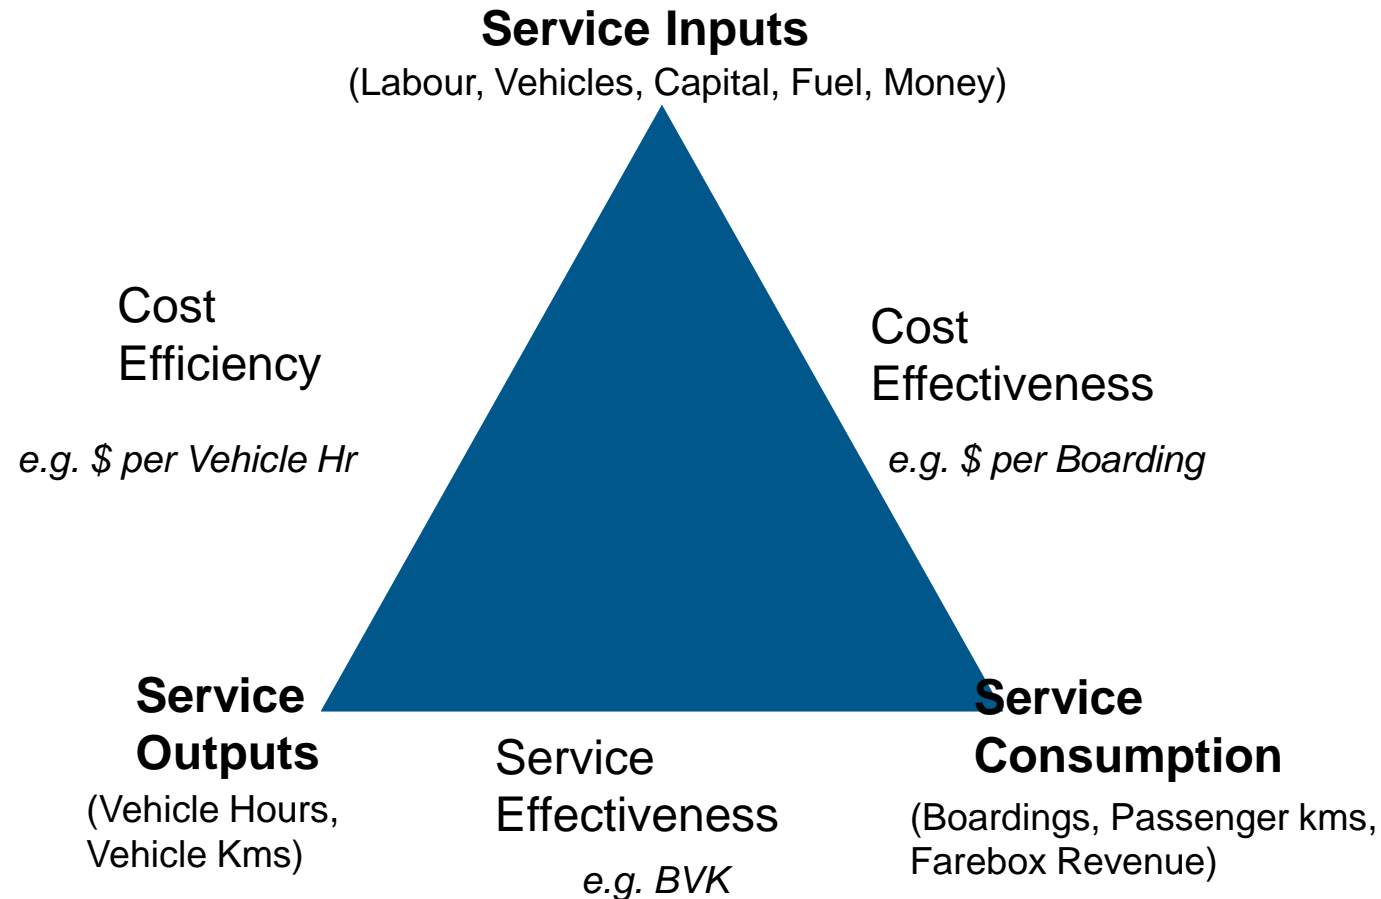 Service Inputs
(Labour, Vehicles, Capital, Fuel, Money)
Cost
Efficiency
e.g. $ per Vehicle Hr
Cost
Effectiveness
e.g. $ per Boarding
Service
Outputs
(Vehicle Hours,
Vehicle Kms)
Service
Effectiveness
e.g. BVK
Service
Consumption
(Boardings, Passenger kms,
Farebox Revenue)